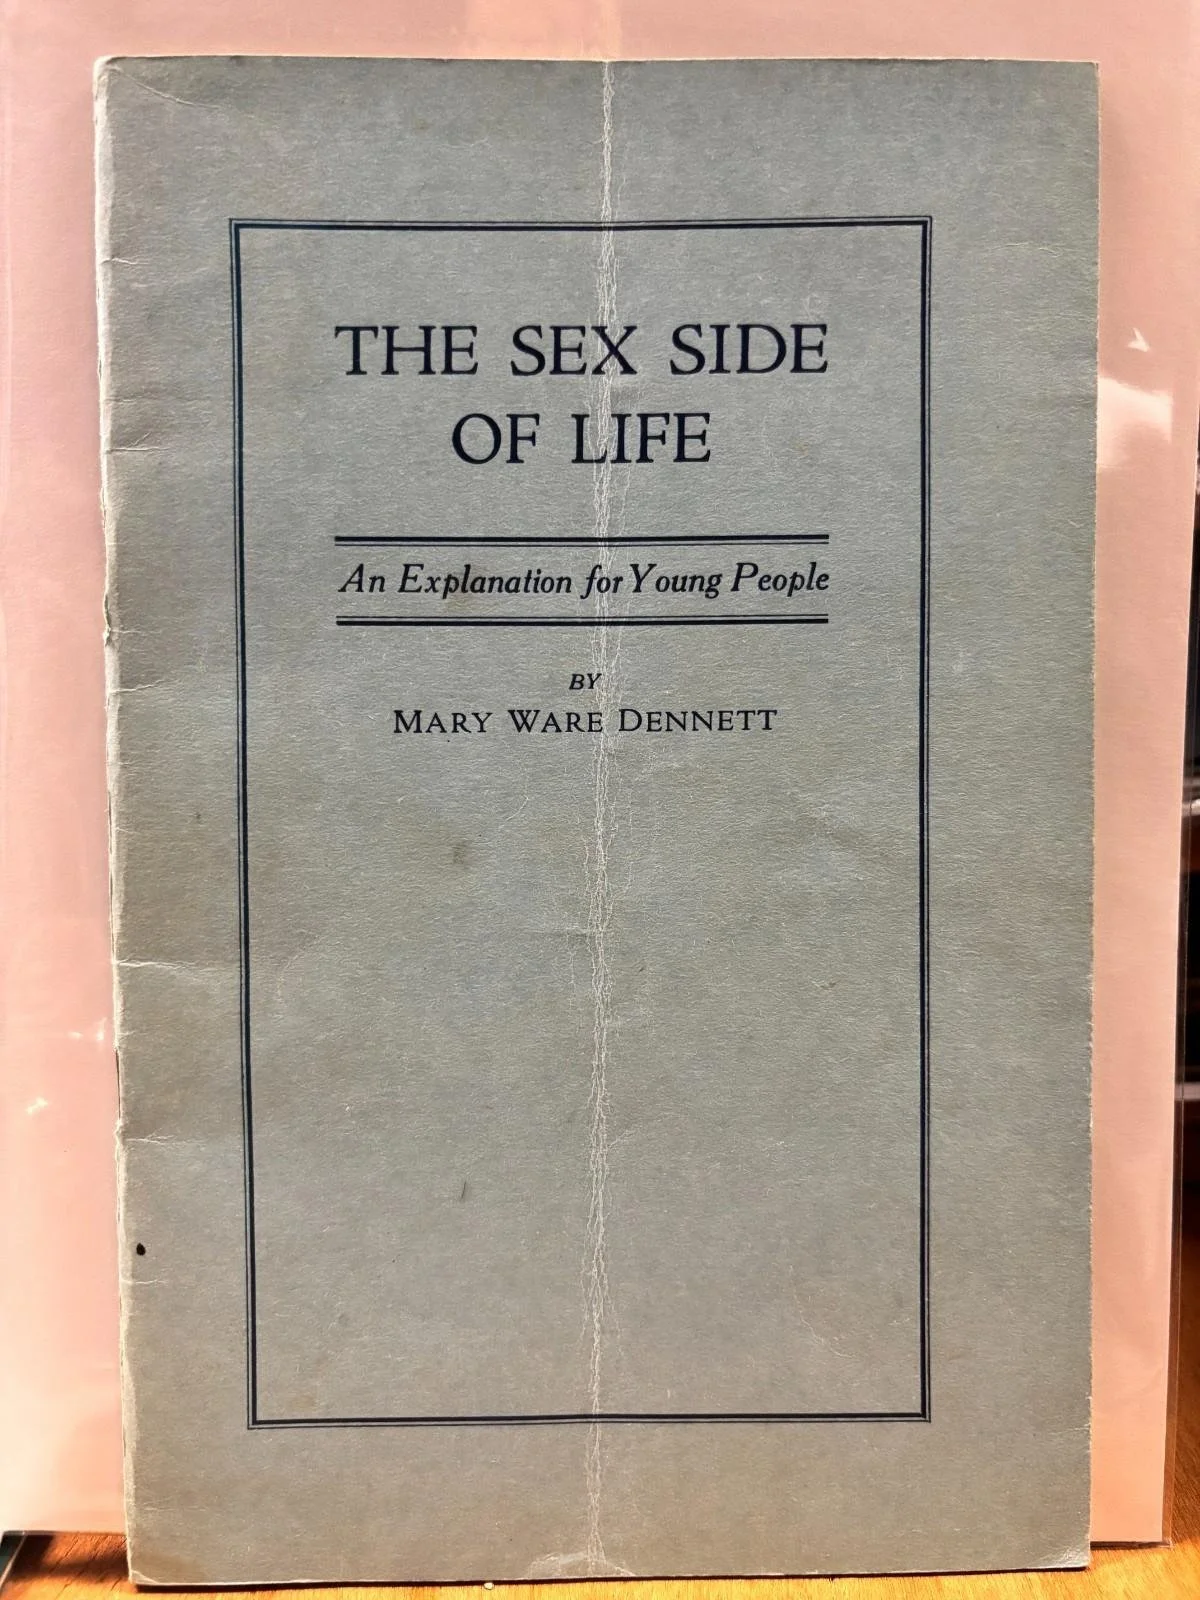 THE SEX SIDE
OF LIFE
An Explanation for Young People
BY
MARY WARE DENNETT